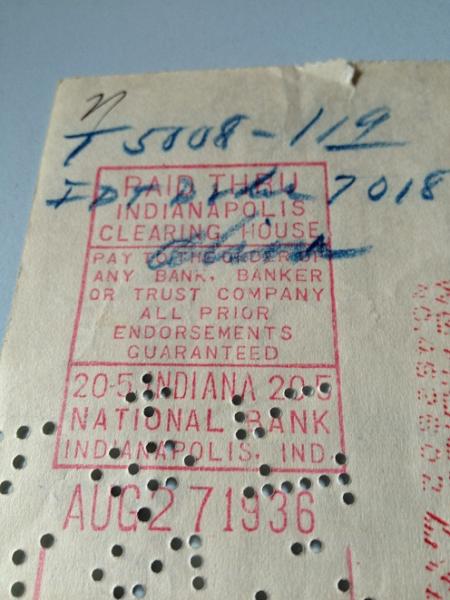 T 5008-119
7018
PAID THRU
INDIANAPOLIS
CLEARING HOUSE
PAY TO THE ORDER OF
ANY BANK, BANKER
OR TRUST COMPANY
ALL PRIOR
ENDORSEMENTS
GUARANTEED
20-5 INDIANA 20-5
NATIONAL BANK
INDIANAPOLIS, IND.
AUG 27 1936